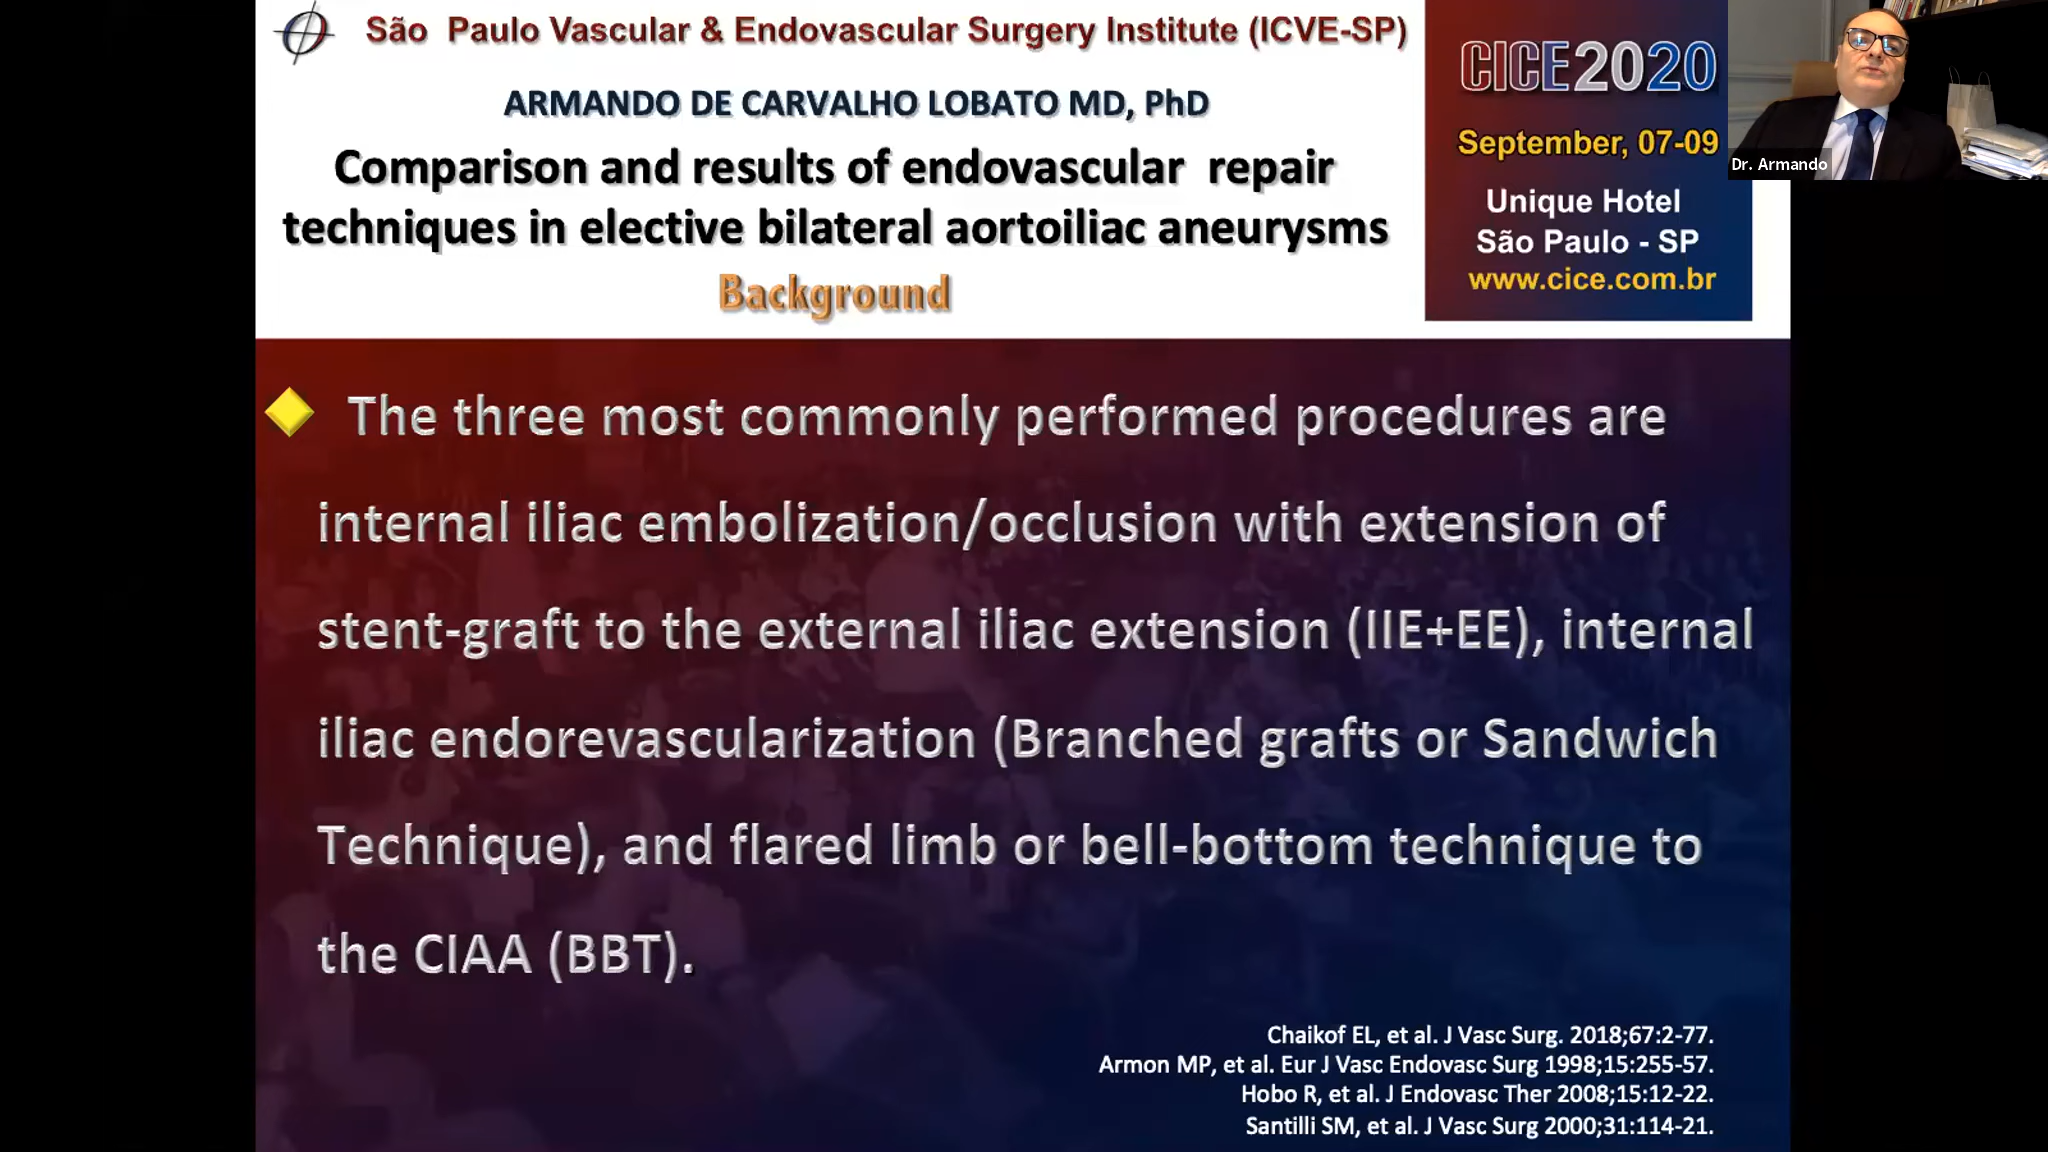 São Paulo Vascular & Endovascular Surgery Institute (ICVE-SP)
ARMANDO DE CARVALHO LOBATO MD, PhD
Comparison and results of endovascular repair
techniques in elective bilateral aortoiliac aneurysms
Background
CICE2020
September, 07-09
Unique Hotel
São Paulo - SP
www.cice.com.br
Dr. Armando
The three most commonly performed procedures are
internal iliac embolization/occlusion with extension of
stent-graft to the external iliac extension (IIE+EE), internal
iliac endorevascularization (Branched grafts or Sandwich
Technique), and flared limb or bell-bottom technique to
the CIAA (BBT).
Chaikof EL, et al. J Vasc Surg. 2018;67:2-77.
Armon MP, et al. Eur J Vasc Endovasc Surg 1998;15:255-57.
Hobo R, et al. J Endovasc Ther 2008;15:12-22.
Santilli SM, et al. J Vasc Surg 2000;31:114-21.